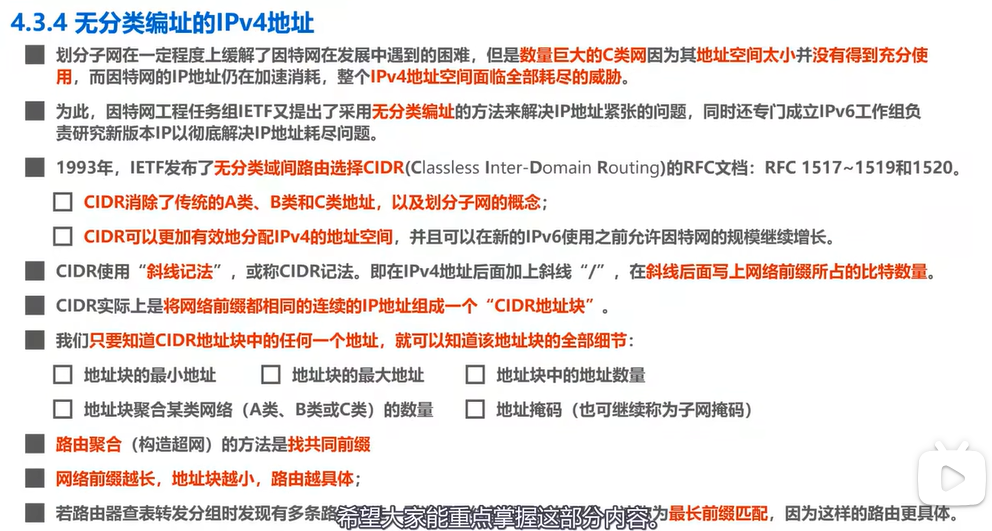 4.3.4 无分类编址的IPv4地址
划分子网在一定程度上缓解了因特网在发展中遇到的困难，但是数量巨大的C类网因为其地址空间太小并没有得到充分使
用，而因特网的IP地址仍在加速消耗，整个IPv4地址空间面临全部耗尽的威胁。
为此，因特网工程任务组IETF又提出了采用无分类编址的方法来解决IP地址紧张的问题，同时还专门成立IPv6工作组负
责研究新版本IP以彻底解决IP地址耗尽问题。
1993年，IETF发布了无分类域间路由选择CIDR(Classless Inter-Domain Routing)的RFC文档：RFC 1517~1519和1520。
CIDR消除了传统的A类、B类和C类地址，以及划分子网的概念；
CIDR可以更加有效地分配IPv4的地址空间，并且可以在新的IPv6使用之前允许因特网的规模继续增长。
CIDR使用“斜线记法”，或称CIDR记法。即在IPv4地址后面加上斜线“/”，在斜线后面写上网络前缀所占的比特数量。
CIDR实际上是将网络前缀都相同的连续的IP地址组成一个“CIDR地址块”。
我们只要知道CIDR地址块中的任何一个地址，就可以知道该地址块的全部细节：
地址块的最小地址 地址块的最大地址 地址块中的地址数量
地址块聚合某类网络（A类、B类或C类）的数量 地址掩码（也可继续称为子网掩码）
路由聚合（构造超网）的方法是找共同前缀
网络前缀越长，地址块越小，路由越具体；
若路由器查表转发分组时发现有多条路 为最长前缀匹配，因为这样的路由更具体。
希望大家能重点掌握这部分内容。